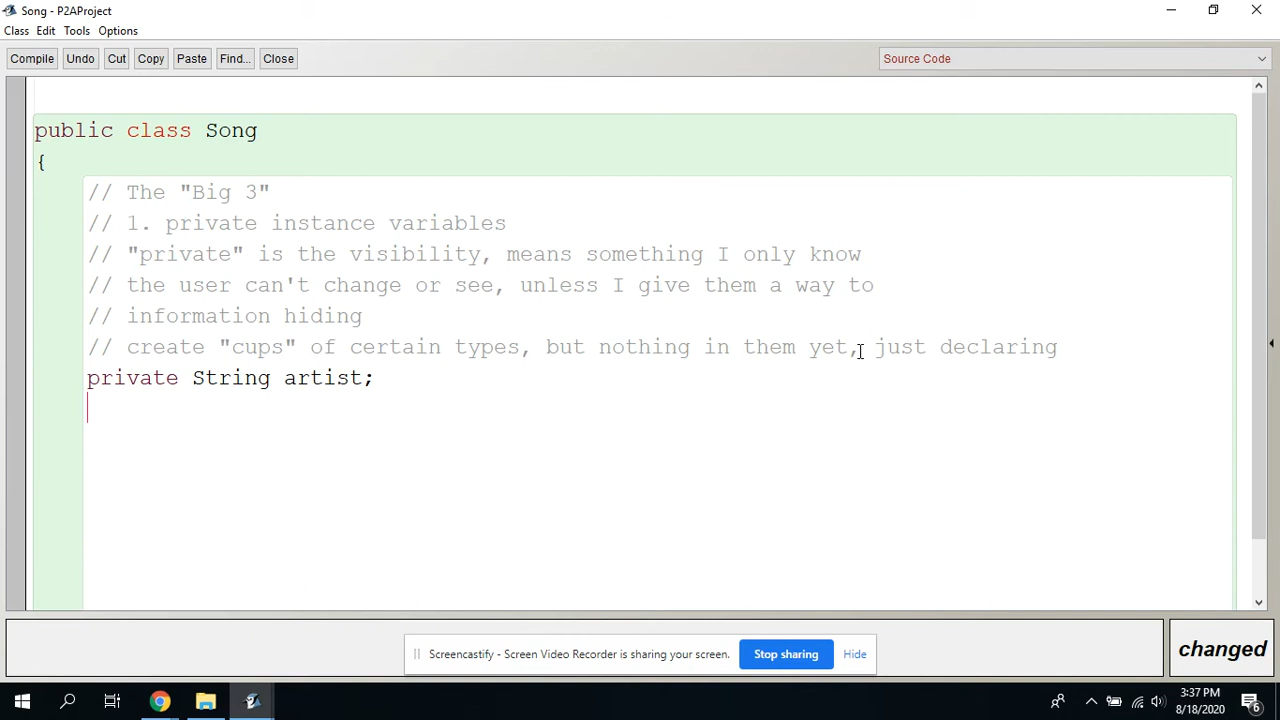 Song - P2AProject
Class Edit Tools Options
Compile Undo Cut Copy Paste Find... Close Source Code
public class Song
{
// The "Big 3"
// 1. private instance variables
// "private" is the visibility, means something I only know
// the user can't change or see, unless I give them a way to
// information hiding
// create "cups" of certain types, but nothing in them yet, just declaring
private String artist;
Screencastify - Screen Video Recorder is sharing your screen. Stop sharing Hide
changed
3:37 PM
8/18/2020
6